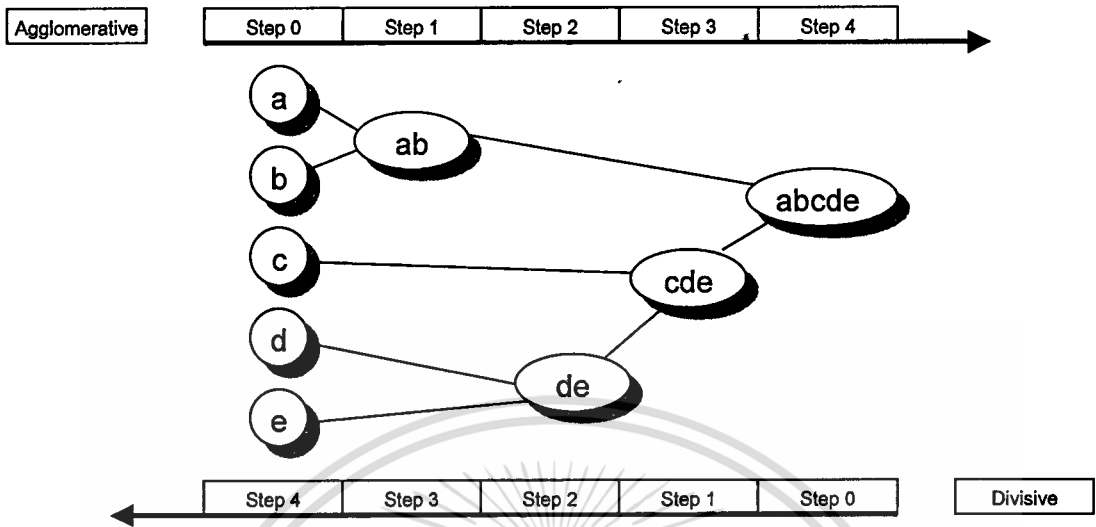 Agglomerative Step 0 Step 1 Step 2 Step 3 Step 4
a
ab
b
abcde
c
cde
d
de
e
Step 4 Step 3 Step 2 Step 1 Step 0 Divisive